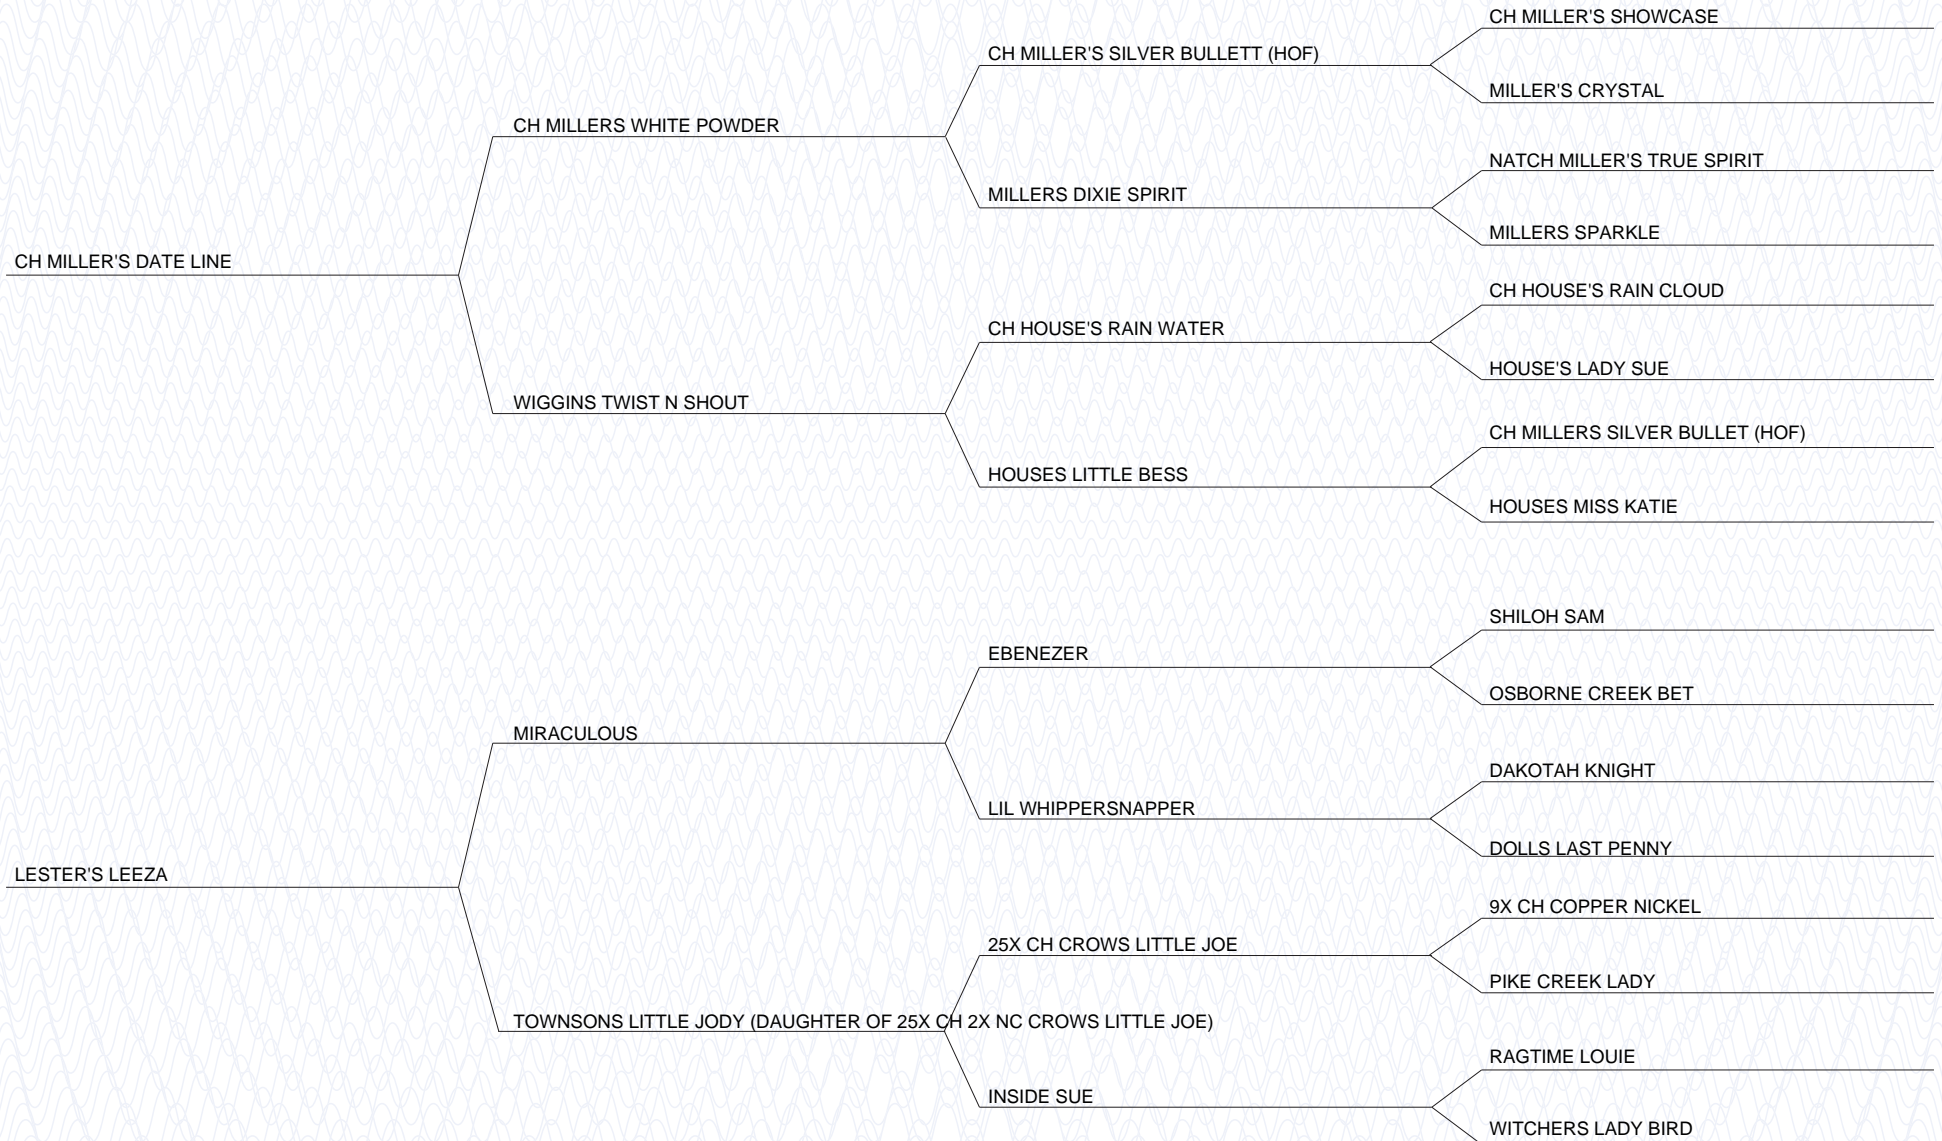 CH MILLER'S SHOWCASE
CH MILLER'S SILVER BULLETT (HOF)
MILLER'S CRYSTAL
CH MILLERS WHITE POWDER
NATCH MILLER'S TRUE SPIRIT
MILLERS DIXIE SPIRIT
MILLERS SPARKLE
CH MILLER'S DATE LINE
CH HOUSE'S RAIN CLOUD
CH HOUSE'S RAIN WATER
HOUSE'S LADY SUE
WIGGINS TWIST N SHOUT
CH MILLERS SILVER BULLET (HOF)
HOUSES LITTLE BESS
HOUSES MISS KATIE
SHILOH SAM
EBENEZER
OSBORNE CREEK BET
MIRACULOUS
DAKOTAH KNIGHT
LIL WHIPPERSNAPPER
DOLLS LAST PENNY
LESTER'S LEEZA
9X CH COPPER NICKEL
25X CH CROWS LITTLE JOE
PIKE CREEK LADY
TOWNSONS LITTLE JODY (DAUGHTER OF 25X CH 2X NC CROWS LITTLE JOE)
RAGTIME LOUIE
INSIDE SUE
WITCHERS LADY BIRD